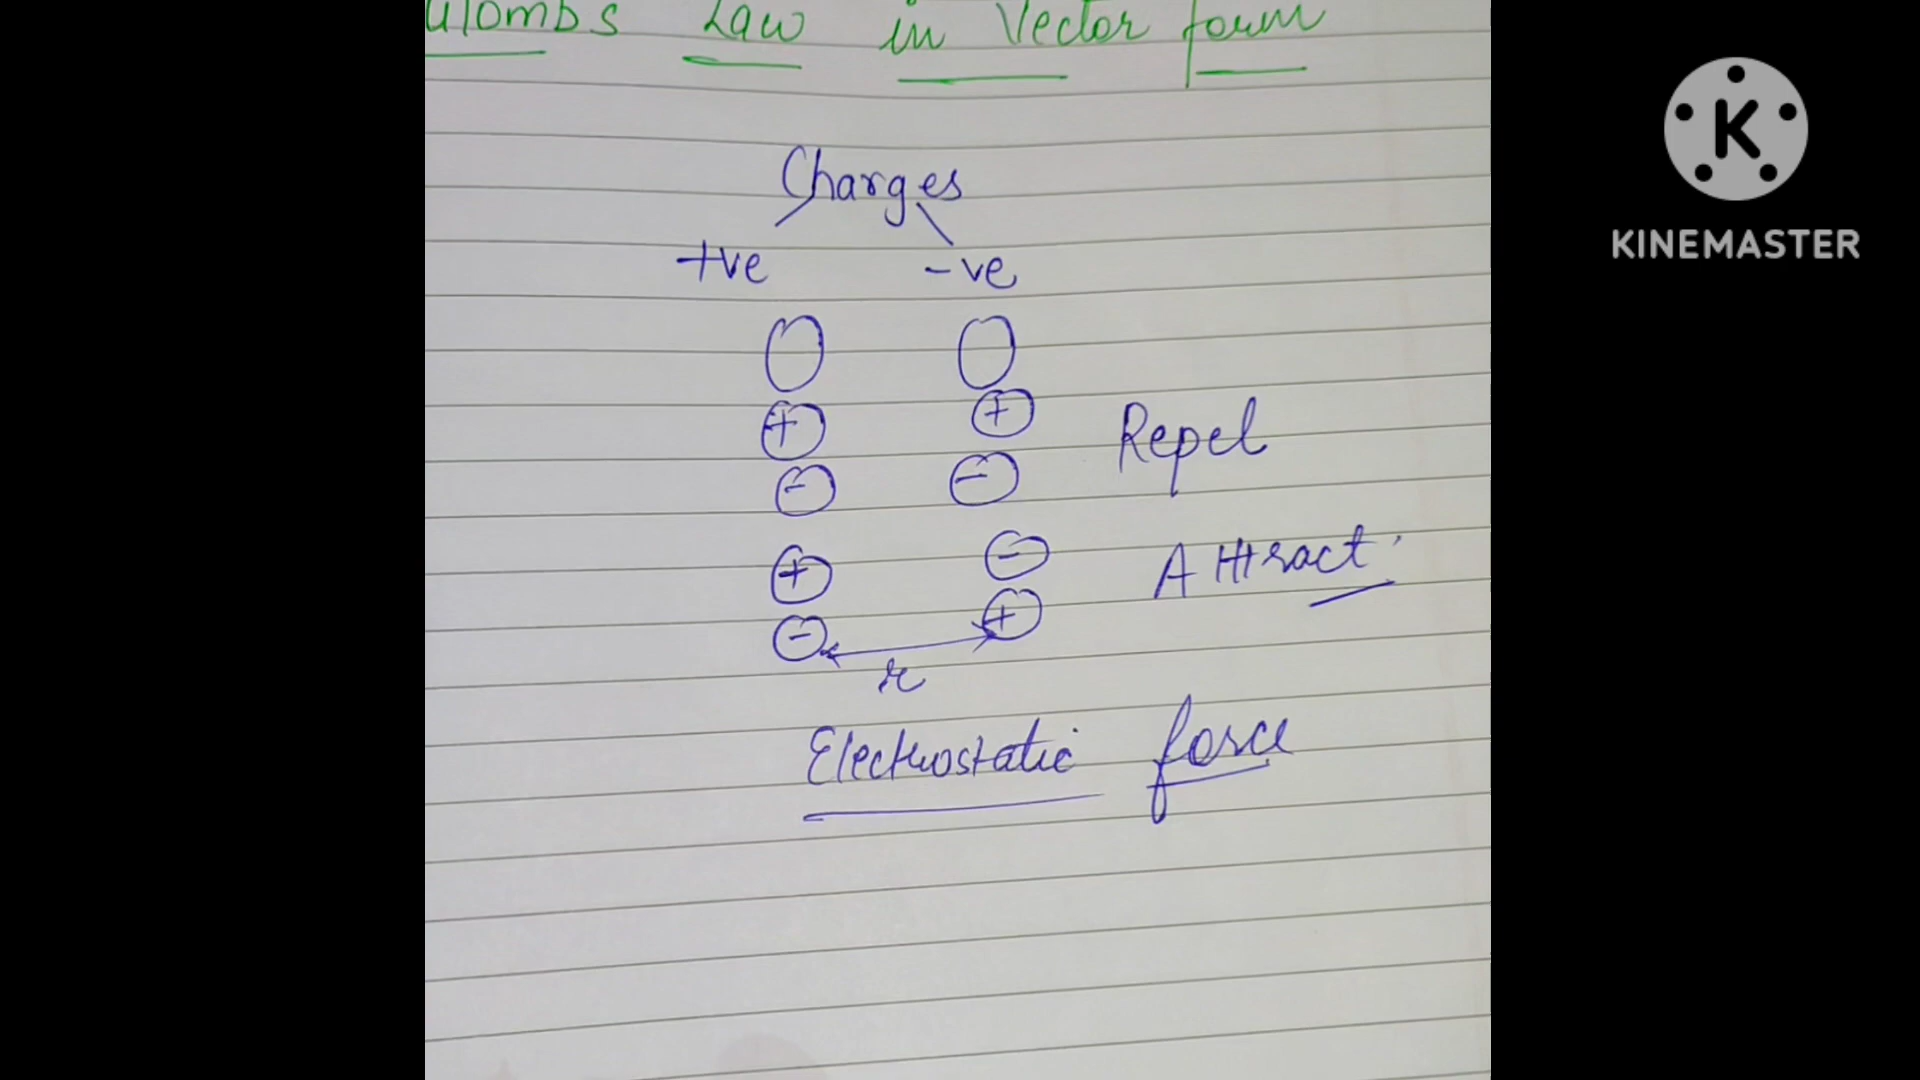 ulombs Law in Vector form
Charges
+ve -ve
+ + Repel
- -
+ - Attract
- +
r
Electrostatic force
K
KINEMASTER